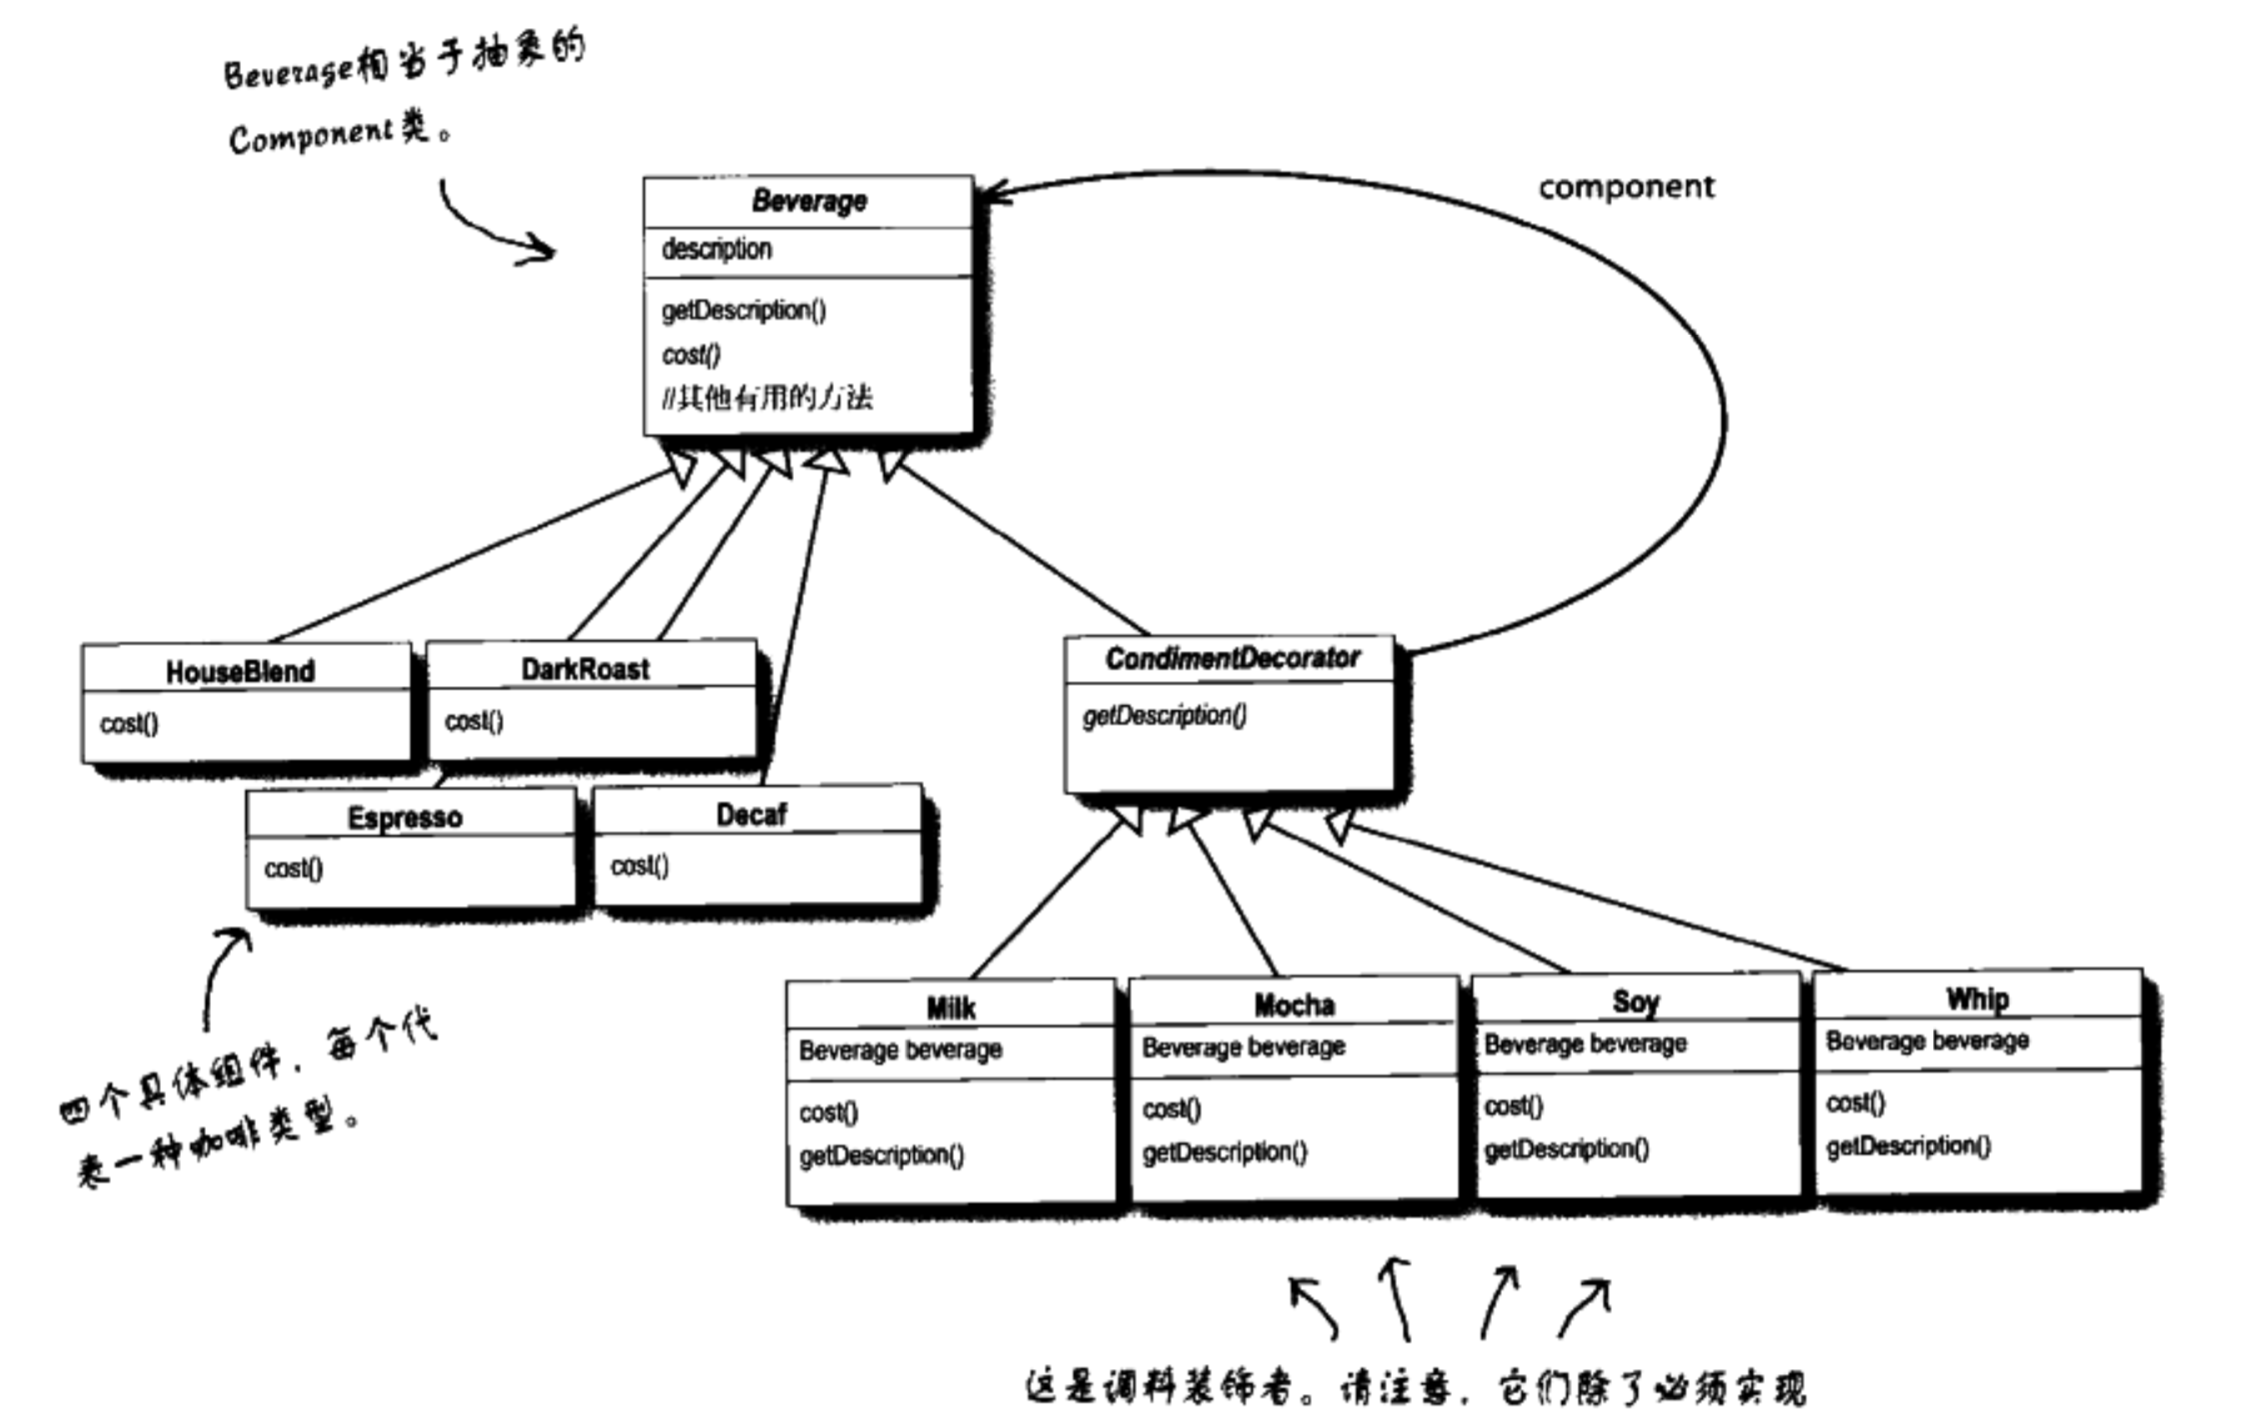 Beverage相当于抽象的
Component类。
component
Beverage
description
getDescription()
cost()
//其他有用的方法
HouseBlend
cost()
DarkRoast
cost()
CondimentDecorator
getDescription()
Espresso
cost()
Decaf
cost()
四个具体组件，每个代
表一种咖啡类型。
Milk
Beverage beverage
cost()
getDescription()
Mocha
Beverage beverage
cost()
getDescription()
Soy
Beverage beverage
cost()
getDescription()
Whip
Beverage beverage
cost()
getDescription()
这是调料装饰者。请注意，它们除了必须实现